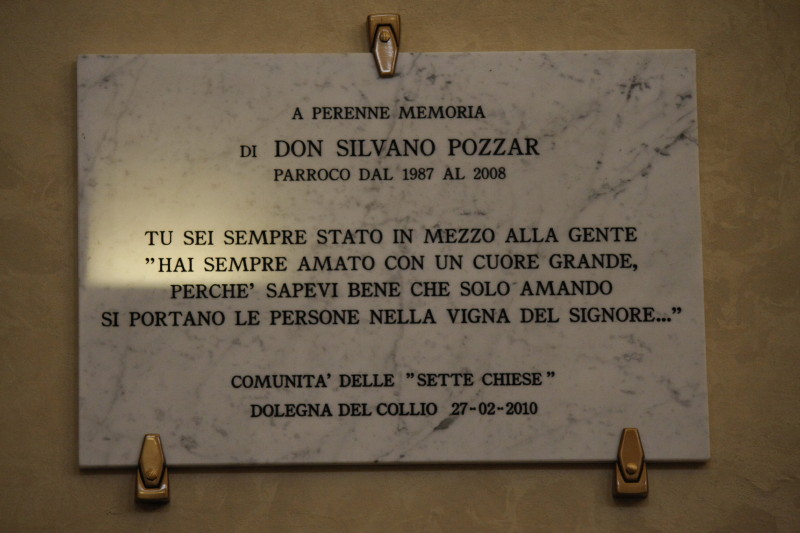 A PERENNE MEMORIA
DI DON SILVANO POZZAR
PARROCO DAL 1987 AL 2008
TU SEI SEMPRE STATO IN MEZZO ALLA GENTE
"HAI SEMPRE AMATO CON UN CUORE GRANDE,
PERCHE' SAPEVI BENE CHE SOLO AMANDO
SI PORTANO LE PERSONE NELLA VIGNA DEL SIGNORE..."
COMUNITA' DELLE "SETTE CHIESE"
DOLEGNA DEL COLLIO 27-02-2010